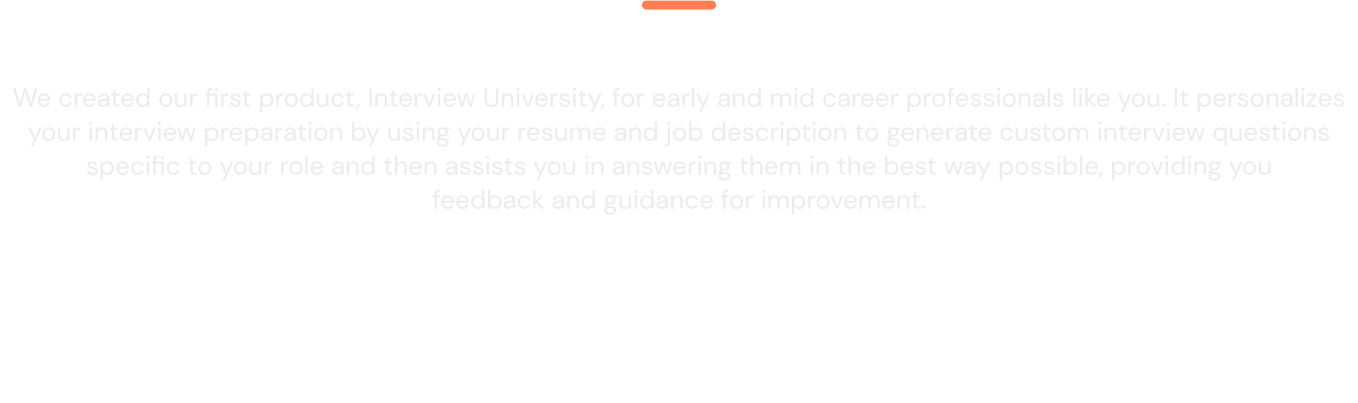 We created our first product, Interview University, for early and mid career professionals like you. It personalizes
your interview preparation by using your resume and job description to generate custom interview questions
specific to your role and then assists you in answering them in the best way possible, providing you
feedback and guidance for improvement.